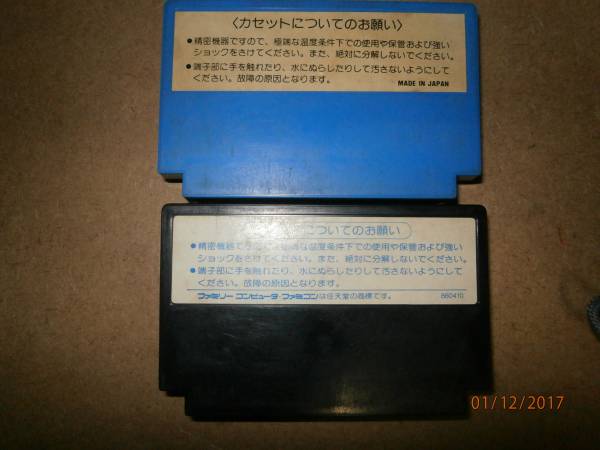 〈カセットについてのお願い〉
●精密機器ですので、極端な温度条件下での使用や保管および強い
ショックをさけてください。また、絶対に分解しないでください。
●端子部に手を触れたり、水にぬらしたりして汚さないようにして
ください。故障の原因となります。
MADE IN JAPAN
についてのお願い
●精密機器で 端な温度条件下での使用や保管および強い
ショックをさけてください。また、絶対に分解しないでください。
●端子部に手を触れたり、水にぬらしたりして汚さないようにして
ください。故障の原因となります。
ファミリーコンピュータ・ファミコンは任天堂の商標です。 860410
01/12/2017